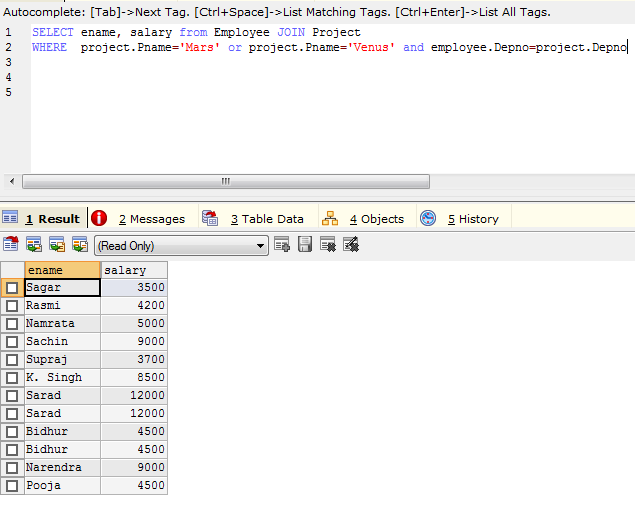 Autocomplete: [Tab]->Next Tag. [Ctrl+Space]->List Matching Tags. [Ctrl+Enter]->List All Tags.
1 SELECT ename, salary from Employee JOIN Project
2 WHERE  project.Pname='Mars' or project.Pname='Venus' and employee.Depno=project.Depno
3
4
5
1 Result 2 Messages 3 Table Data 4 Objects 5 History
(Read Only)
ename salary
Sagar 3500
Rasmi 4200
Namrata 5000
Sachin 9000
Supraj 3700
K. Singh 8500
Sarad 12000
Sarad 12000
Bidhur 4500
Bidhur 4500
Narendra 9000
Pooja 4500